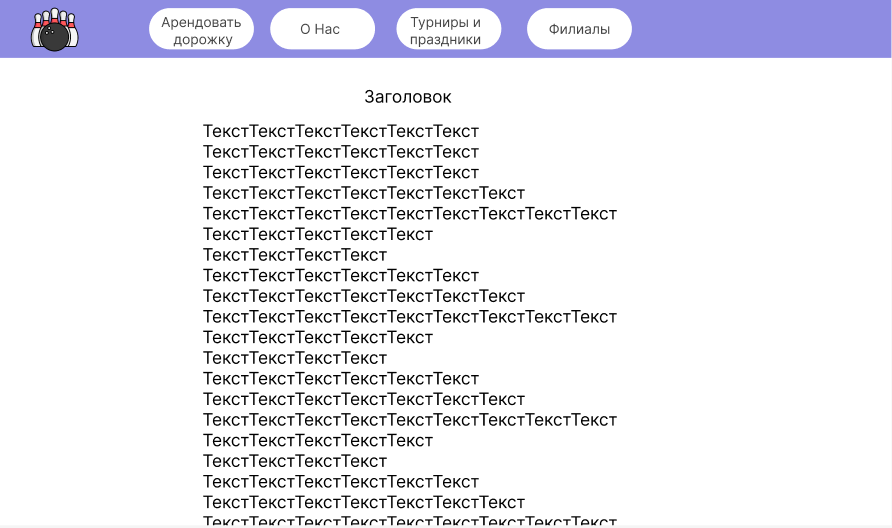 Арендовать
дорожку
О Нас
Турниры и
праздники
Филиалы
Заголовок
ТекстТекстТекстТекстТекстТекст
ТекстТекстТекстТекстТекстТекст
ТекстТекстТекстТекстТекстТекст
ТекстТекстТекстТекстТекстТекстТекст
ТекстТекстТекстТекстТекстТекстТекстТекстТекст
ТекстТекстТекстТекстТекст
ТекстТекстТекстТекст
ТекстТекстТекстТекстТекстТекст
ТекстТекстТекстТекстТекстТекстТекст
ТекстТекстТекстТекстТекстТекстТекстТекстТекст
ТекстТекстТекстТекстТекст
ТекстТекстТекстТекст
ТекстТекстТекстТекстТекстТекст
ТекстТекстТекстТекстТекстТекстТекст
ТекстТекстТекстТекстТекстТекстТекстТекстТекст
ТекстТекстТекстТекстТекст
ТекстТекстТекстТекст
ТекстТекстТекстТекстТекстТекст
ТекстТекстТекстТекстТекстТекстТекст
ТекстТекстТекстТекстТекстТекстТекстТекстТекст